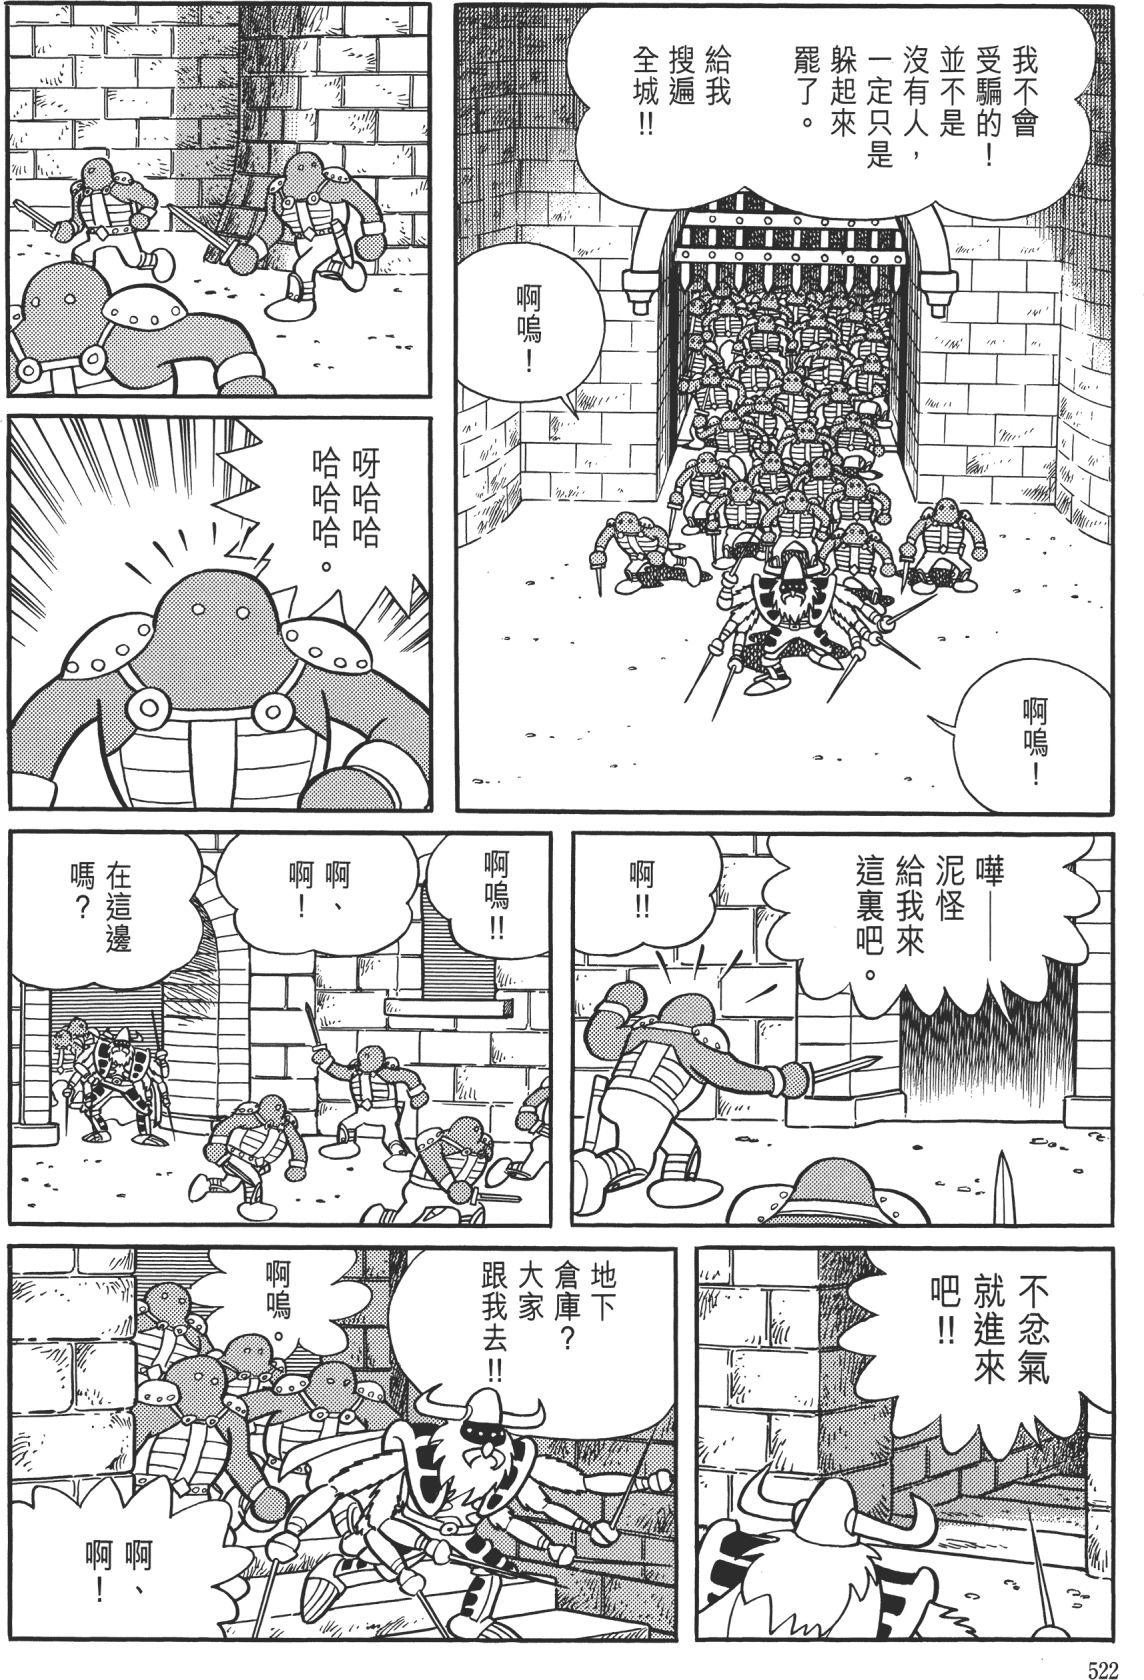 我不會
受騙的！
並不是
沒有人，
一定只是
躲起來
罷了。
給我
搜遍
全城!!
啊嗚！
啊嗚！
呀哈哈
哈哈哈。
嘩——
泥怪
給我來
這裏吧。
啊!!
啊嗚!!
啊、
啊！
在這邊
嗎？
不忿氣
就進來
吧!!
地下
倉庫？
大家
跟我去!!
啊嗚。
啊、
啊！
522